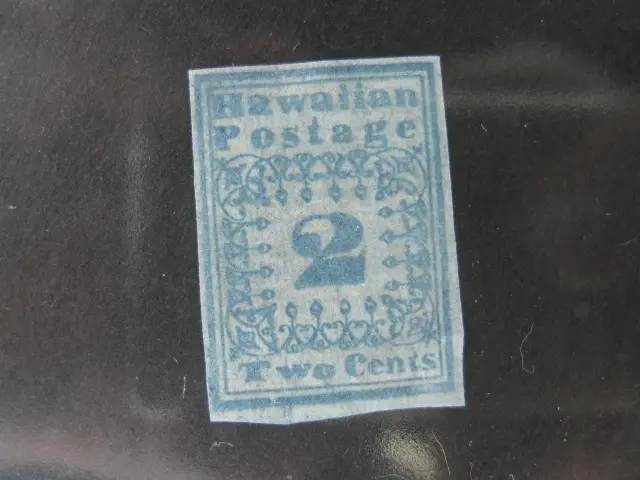 Hawaiian
Postage
2
Two Cents